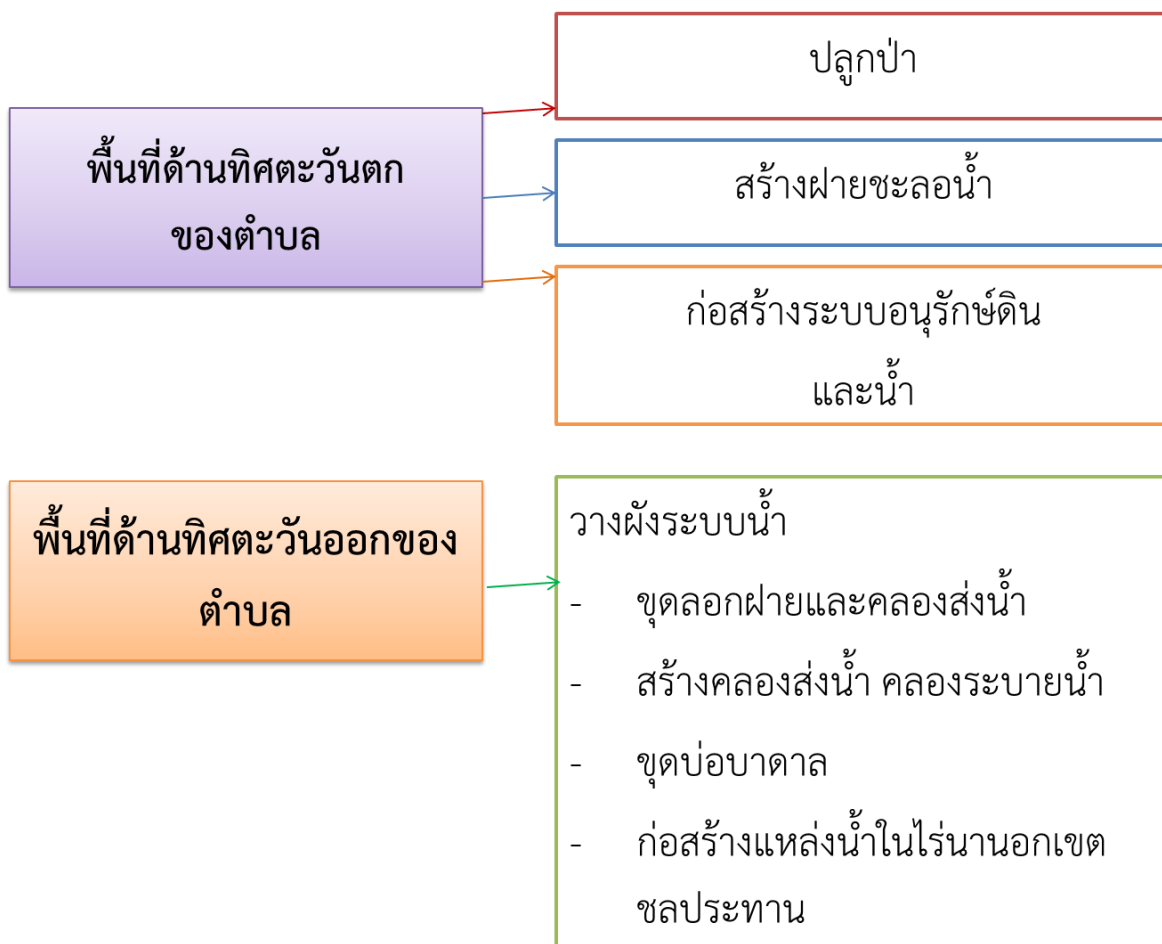 พื้นที่ด้านทิศตะวันตก
ของตำบล
ปลูกป่า
สร้างฝายชะลอน้ำ
ก่อสร้างระบบอนุรักษ์ดิน
และน้ำ
พื้นที่ด้านทิศตะวันออกของ
ตำบล
วางผังระบบน้ำ
- ขุดลอกฝายและคลองส่งน้ำ
- สร้างคลองส่งน้ำ คลองระบายน้ำ
- ขุดบ่อบาดาล
- ก่อสร้างแหล่งน้ำในไร่นานอกเขต
ชลประทาน